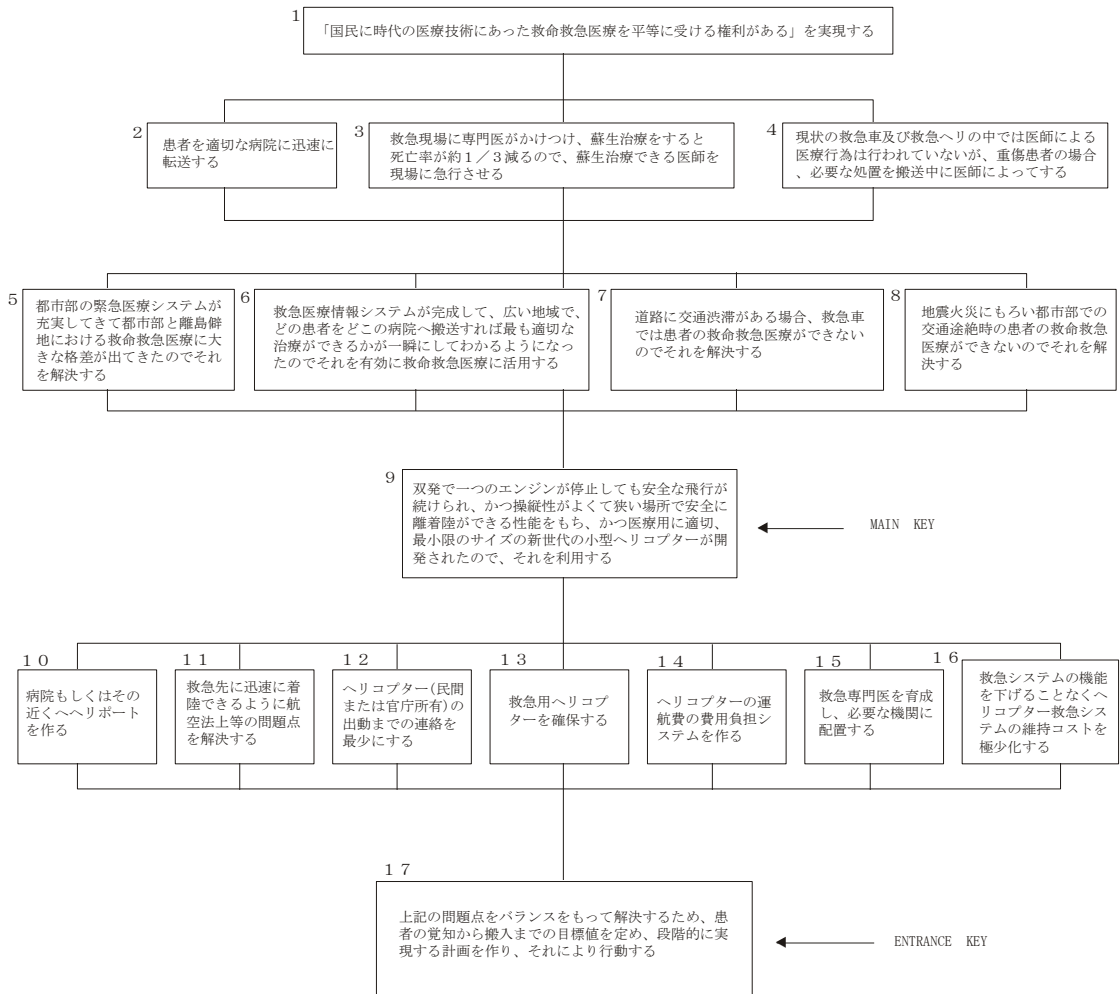 1
「国民に時代の医療技術にあった救命救急医療を平等に受ける権利がある」を実現する
2
患者を適切な病院に迅速に
転送する
3
救急現場に専門医がかけつけ、蘇生治療をすると
死亡率が約1／3減るので、蘇生治療できる医師を
現場に急行させる
4
現状の救急車及び救急ヘリの中では医師による
医療行為は行われていないが、重傷患者の場合
、必要な処置を搬送中に医師によってする
5
都市部の緊急医療システムが
充実してきて都市部と離島僻
地における救命救急医療に大
きな格差が出てきたのでそれ
を解決する
6
救急医療情報システムが完成して、広い地域で、
どの患者をどこの病院へ搬送すれば最も適切な
治療ができるかが一瞬にしてわかるようになっ
たのでそれを有効に救命救急医療に活用する
7
道路に交通渋滞がある場合、救急車
では患者の救命救急医療ができない
のでそれを解決する
8
地震火災にもろい都市部での
交通途絶時の患者の救命救急
医療ができないのでそれを解
決する
9
双発で一つのエンジンが停止しても安全な飛行が
続けられ、かつ操縦性がよくて狭い場所で安全に
離着陸ができる性能をもち、かつ医療用に適切、
最小限のサイズの新世代の小型ヘリコプターが開
発されたので、それを利用する
MAIN KEY
10
病院もしくはその
近くへヘリポート
を作る
11
救急先に迅速に着
陸できるように航
空法上等の問題点
を解決する
12
ヘリコプター(民間
または官庁所有)の
出動までの連絡を
最少にする
13
救急用ヘリコプ
ターを確保する
14
ヘリコプターの運
航費の費用負担シ
ステムを作る
15
救急専門医を育成
し、必要な機関に
配置する
16
救急システムの機能
を下げることなくヘ
リコプター救急シス
テムの維持コストを
極少化する
17
上記の問題点をバランスをもって解決するため、患
者の覚知から搬入までの目標値を定め、段階的に実
現する計画を作り、それにより行動する
ENTRANCE KEY